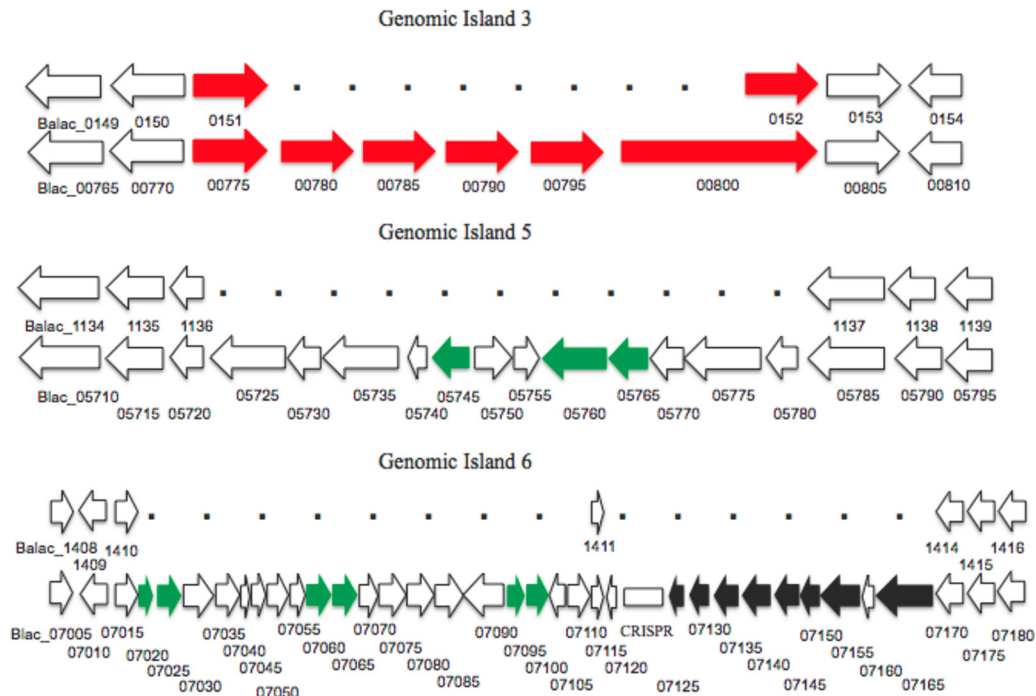 Genomic Island 3
Balac_0149 0150 0151 0152 0153 0154
Blac_00765 00770 00775 00780 00785 00790 00795 00800 00805 00810
Genomic Island 5
Balac_1134 1135 1136 1137 1138 1139
Blac_05710 05715 05720 05725 05730 05735 05740 05745 05750 05755 05760 05765 05770 05775 05780 05785 05790 05795
Genomic Island 6
Balac_1408 1409 1410 1411 1414 1415 1416
Blac_07005 07010 07015 07020 07025 07030 07035 07040 07045 07050 07055 07060 07065 07070 07075 07080 07085 07090 07095 07100 07105 07110 07115 07120 CRISPR 07125 07130 07135 07140 07145 07150 07155 07160 07165 07170 07175 07180